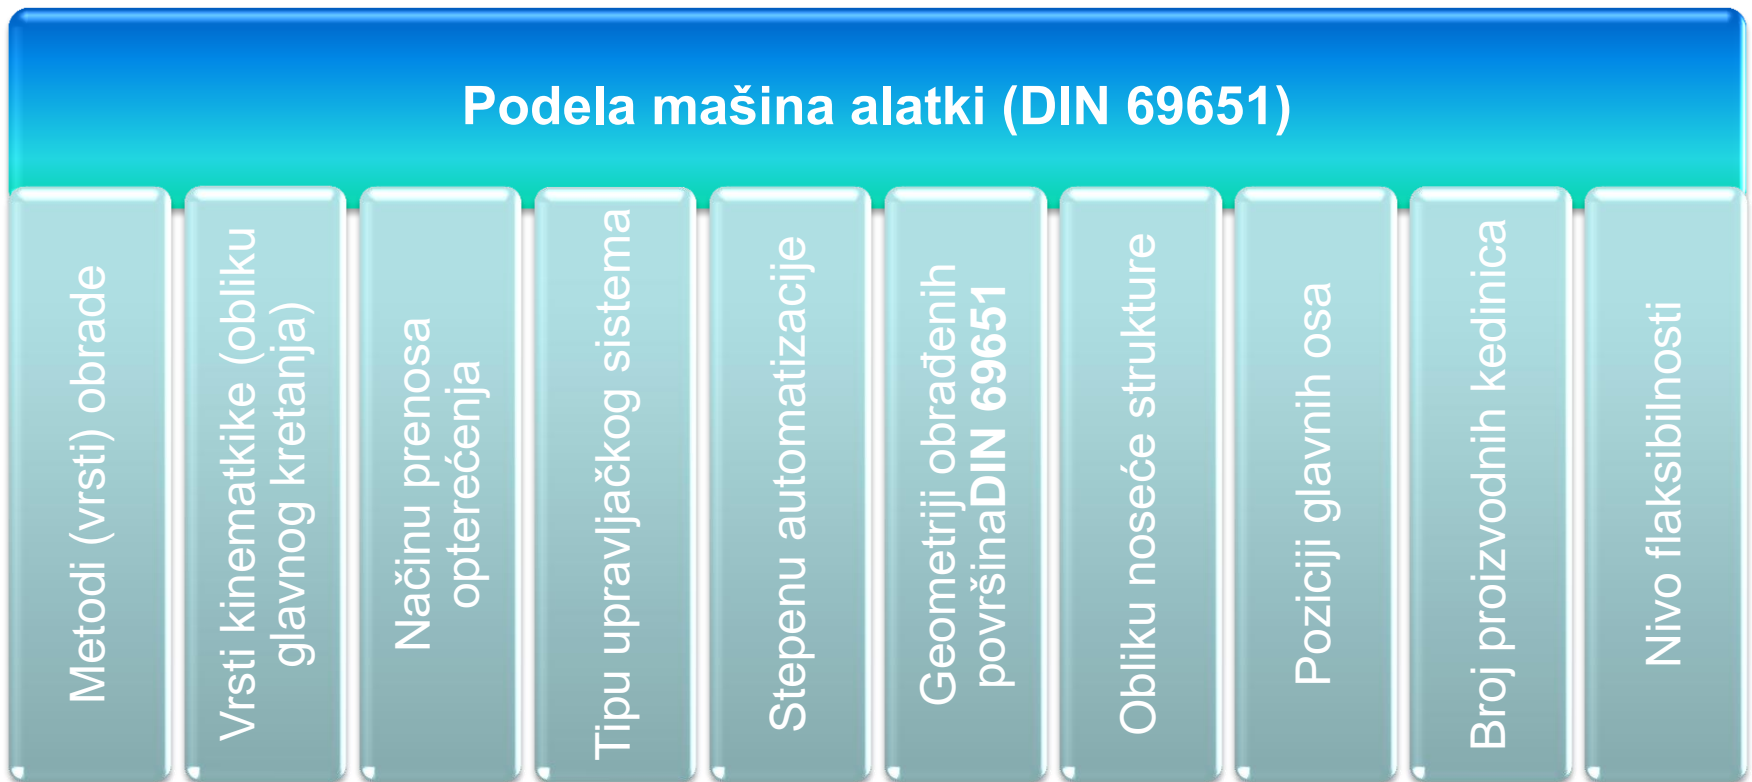 Podela mašina alatki (DIN 69651)
Metodi (vrsti) obrade
Vrsti kinematkike (obliku
glavnog kretanja)
Načinu prenosa
opterećenja
Tipu upravljačkog sistema
Stepenu automatizacije
Geometriji obrađenih
površinaDIN 69651
Obliku noseće strukture
Poziciji glavnih osa
Broj proizvodnih kedinica
Nivo flaksibilnosti